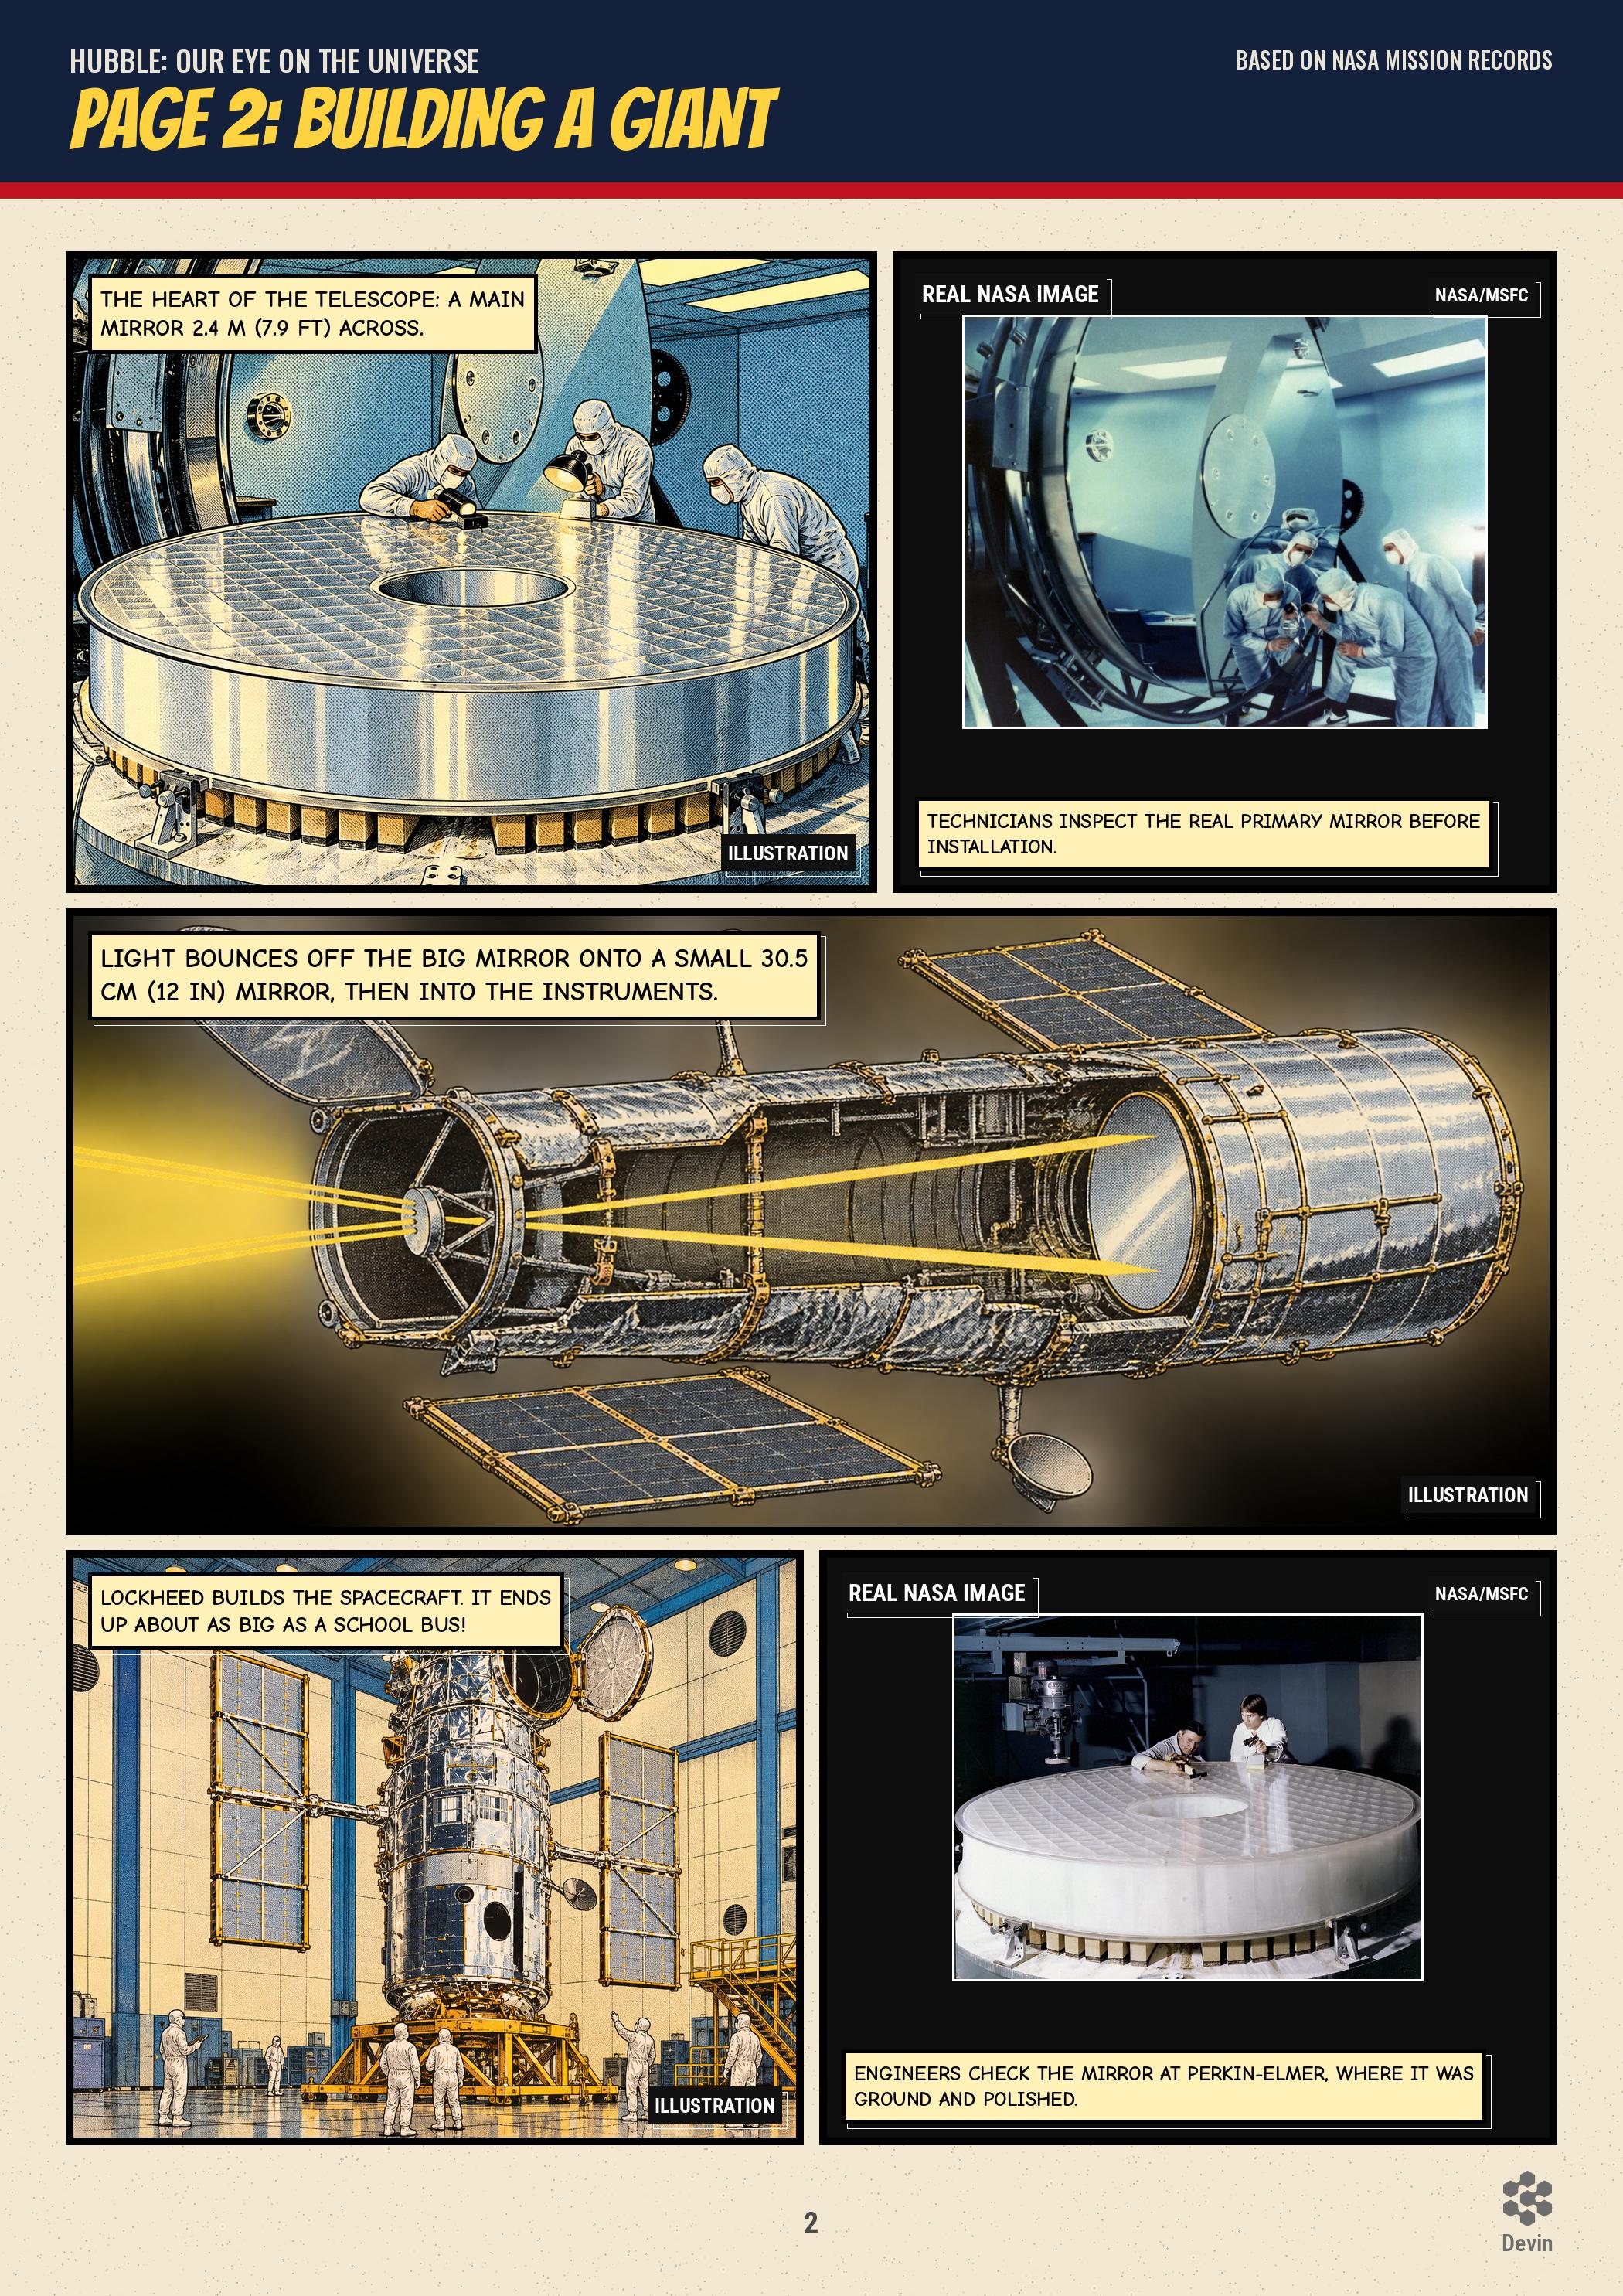 HUBBLE: OUR EYE ON THE UNIVERSE
BASED ON NASA MISSION RECORDS
PAGE 2: BUILDING A GIANT
THE HEART OF THE TELESCOPE: A MAIN
MIRROR 2.4 M (7.9 FT) ACROSS.
ILLUSTRATION
REAL NASA IMAGE
NASA/MSFC
TECHNICIANS INSPECT THE REAL PRIMARY MIRROR BEFORE
INSTALLATION.
LIGHT BOUNCES OFF THE BIG MIRROR ONTO A SMALL 30.5
CM (12 IN) MIRROR, THEN INTO THE INSTRUMENTS.
ILLUSTRATION
LOCKHEED BUILDS THE SPACECRAFT. IT ENDS
UP ABOUT AS BIG AS A SCHOOL BUS!
ILLUSTRATION
REAL NASA IMAGE
NASA/MSFC
ENGINEERS CHECK THE MIRROR AT PERKIN-ELMER, WHERE IT WAS
GROUND AND POLISHED.
2
Devin